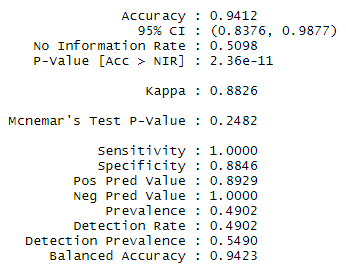 Accuracy : 0.9412
95% CI : (0.8376, 0.9877)
No Information Rate : 0.5098
P-Value [Acc > NIR] : 2.36e-11
Kappa : 0.8826
Mcnemar's Test P-Value : 0.2482
Sensitivity : 1.0000
Specificity : 0.8846
Pos Pred Value : 0.8929
Neg Pred Value : 1.0000
Prevalence : 0.4902
Detection Rate : 0.4902
Detection Prevalence : 0.5490
Balanced Accuracy : 0.9423